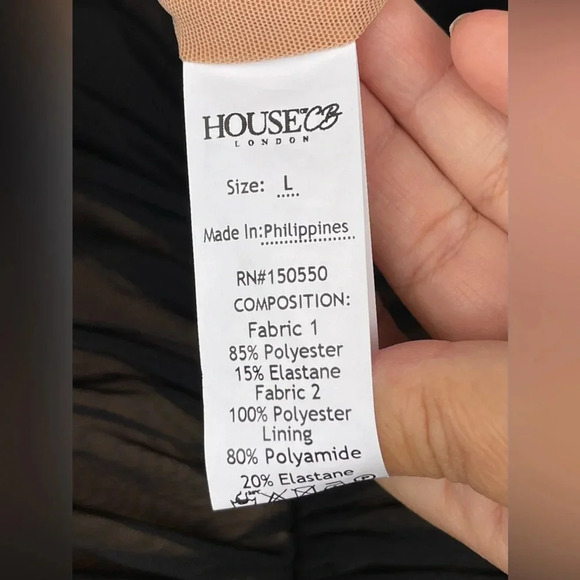 HOUSE OF CB
LONDON
Size: L
Made In:Philippines
RN#150550
COMPOSITION:
Fabric 1
85% Polyester
15% Elastane
Fabric 2
100% Polyester
Lining
80% Polyamide
20% Elastane